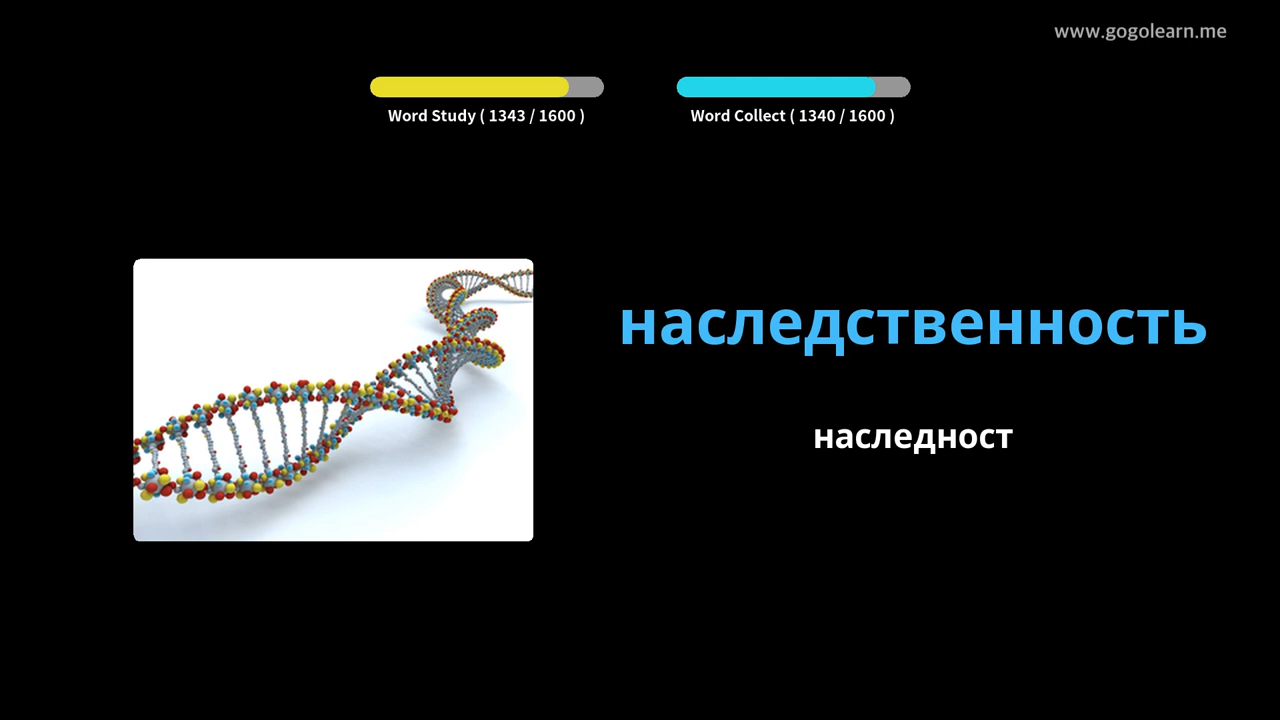 www.gogolearn.me
Word Study ( 1343 / 1600 )
Word Collect ( 1340 / 1600 )
наследственность
наследност